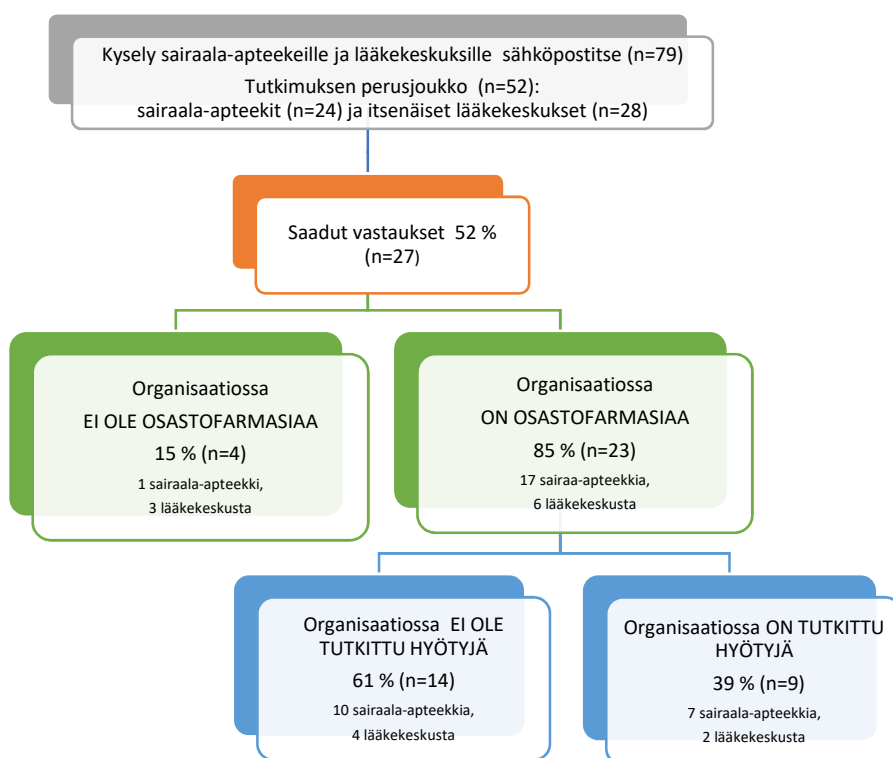 Kysely sairaala-apteekeille ja lääkekeskuksille sähköpostitse (n=79)
Tutkimuksen perusjoukko (n=52):
sairaala-apteekit (n=24) ja itsenäiset lääkekeskukset (n=28)
Saadut vastaukset 52 %
(n=27)
Organisaatiossa
EI OLE OSASTOFARMASIAA
15 % (n=4)
1 sairaala-apteekki,
3 lääkekeskusta
Organisaatiossa
ON OSASTOFARMASIAA
85 % (n=23)
17 sairaa-apteekkia,
6 lääkekeskusta
Organisaatiossa EI OLE
TUTKITTU HYÖTYJÄ
61 % (n=14)
10 sairaala-apteekkia,
4 lääkekeskusta
Organisaatiossa ON TUTKITTU
HYÖTYJÄ
39 % (n=9)
7 sairaala-apteekkia,
2 lääkekeskusta